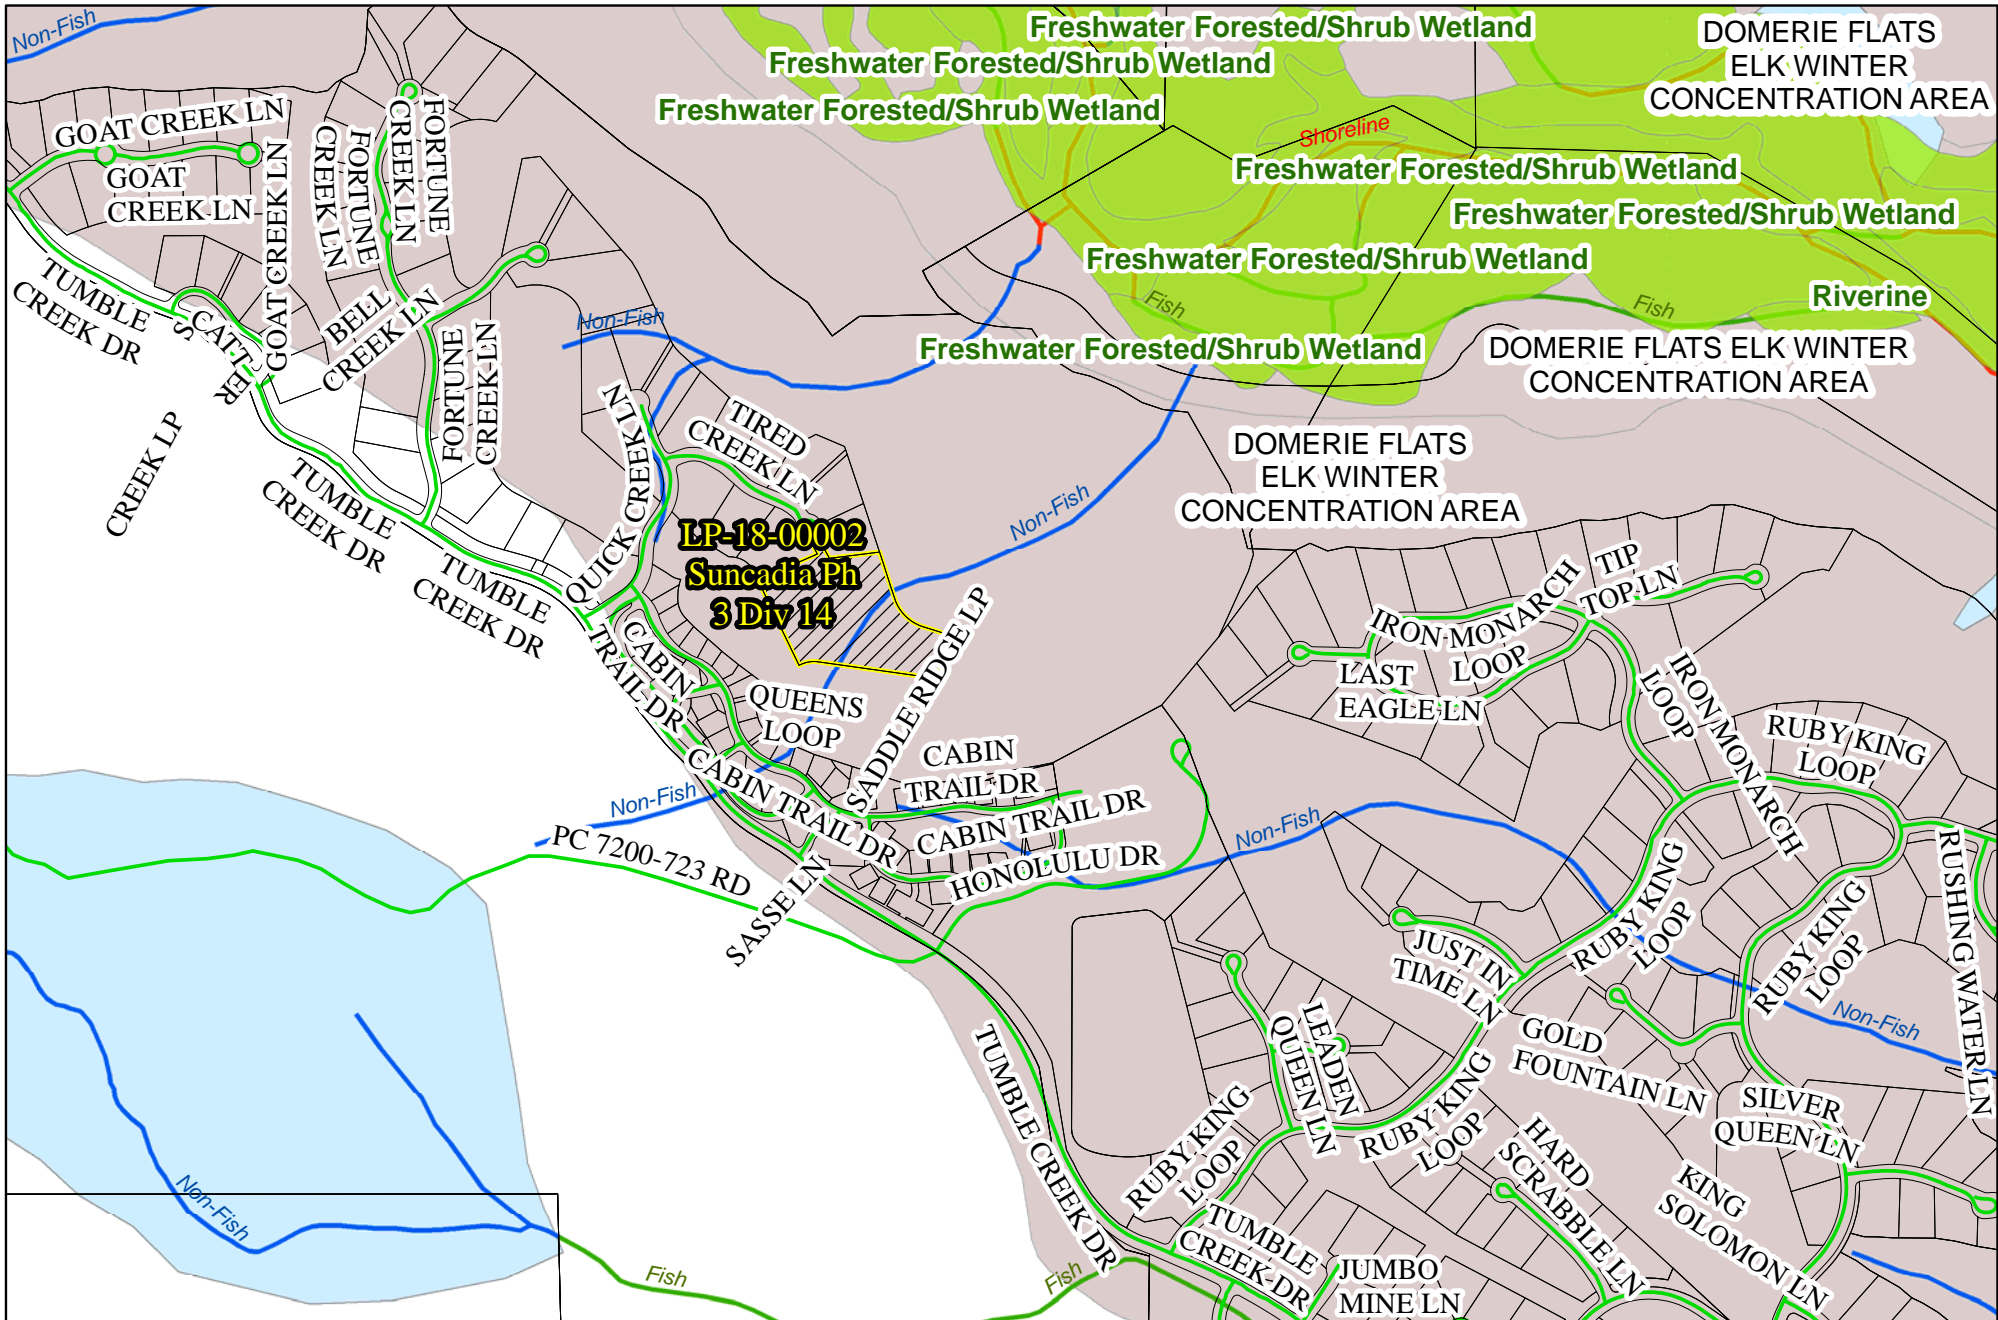 Non-Fish
Freshwater Forested/Shrub Wetland
Freshwater Forested/Shrub Wetland
Freshwater Forested/Shrub Wetland
DOMERIE FLATS
ELK WINTER
CONCENTRATION AREA
Shoreline
Freshwater Forested/Shrub Wetland
Freshwater Forested/Shrub Wetland
Freshwater Forested/Shrub Wetland
Riverine
Fish
Fish
Freshwater Forested/Shrub Wetland
DOMERIE FLATS ELK WINTER
CONCENTRATION AREA
DOMERIE FLATS
ELK WINTER
CONCENTRATION AREA
GOAT CREEK LN
GOAT
CREEK LN
GOAT CREEK LN
FORTUNE
CREEK LN
FORTUNE
CREEK LN
TUMBLE
CREEK DR
S CATTER
CREEK LP
BELL
CREEK LN
FORTUNE
CREEK LN
Non-Fish
TUMBLE
CREEK DR
TUMBLE
CREEK DR
QUICK CREEK LN
TIRED
CREEK LN
Non-Fish
LP-18-00002
Suncadia Ph
3 Div 14
CABIN
TRAIL DR
QUEENS
LOOP
SADDLE RIDGE LP
CABIN
TRAIL DR
CABIN TRAIL DR
CABIN TRAIL DR
HONOLULU DR
Non-Fish
Non-Fish
PC 7200-723 RD
SASSE LN
TIP
TOP LN
IRON MONARCH
LOOP
LAST
EAGLE LN
IRON MONARCH
LOOP
RUBY KING
LOOP
RUBY KING
LOOP
RUBY KING
LOOP
RUSHING WATER LN
JUST IN
TIME LN
Non-Fish
LEADEN
QUEEN LN
GOLD
FOUNTAIN LN
RUBY KING
LOOP
RUBY KING
LOOP
SILVER
QUEEN LN
HARD
SCRABBLE LN
KING
SOLOMON LN
TUMBLE CREEK DR
TUMBLE
CREEK DR
JUMBO
MINE LN
Non-Fish
Fish
Fish